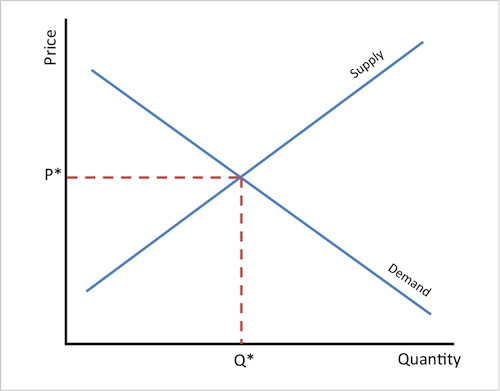 Price
Supply
P*
Demand
Q*
Quantity